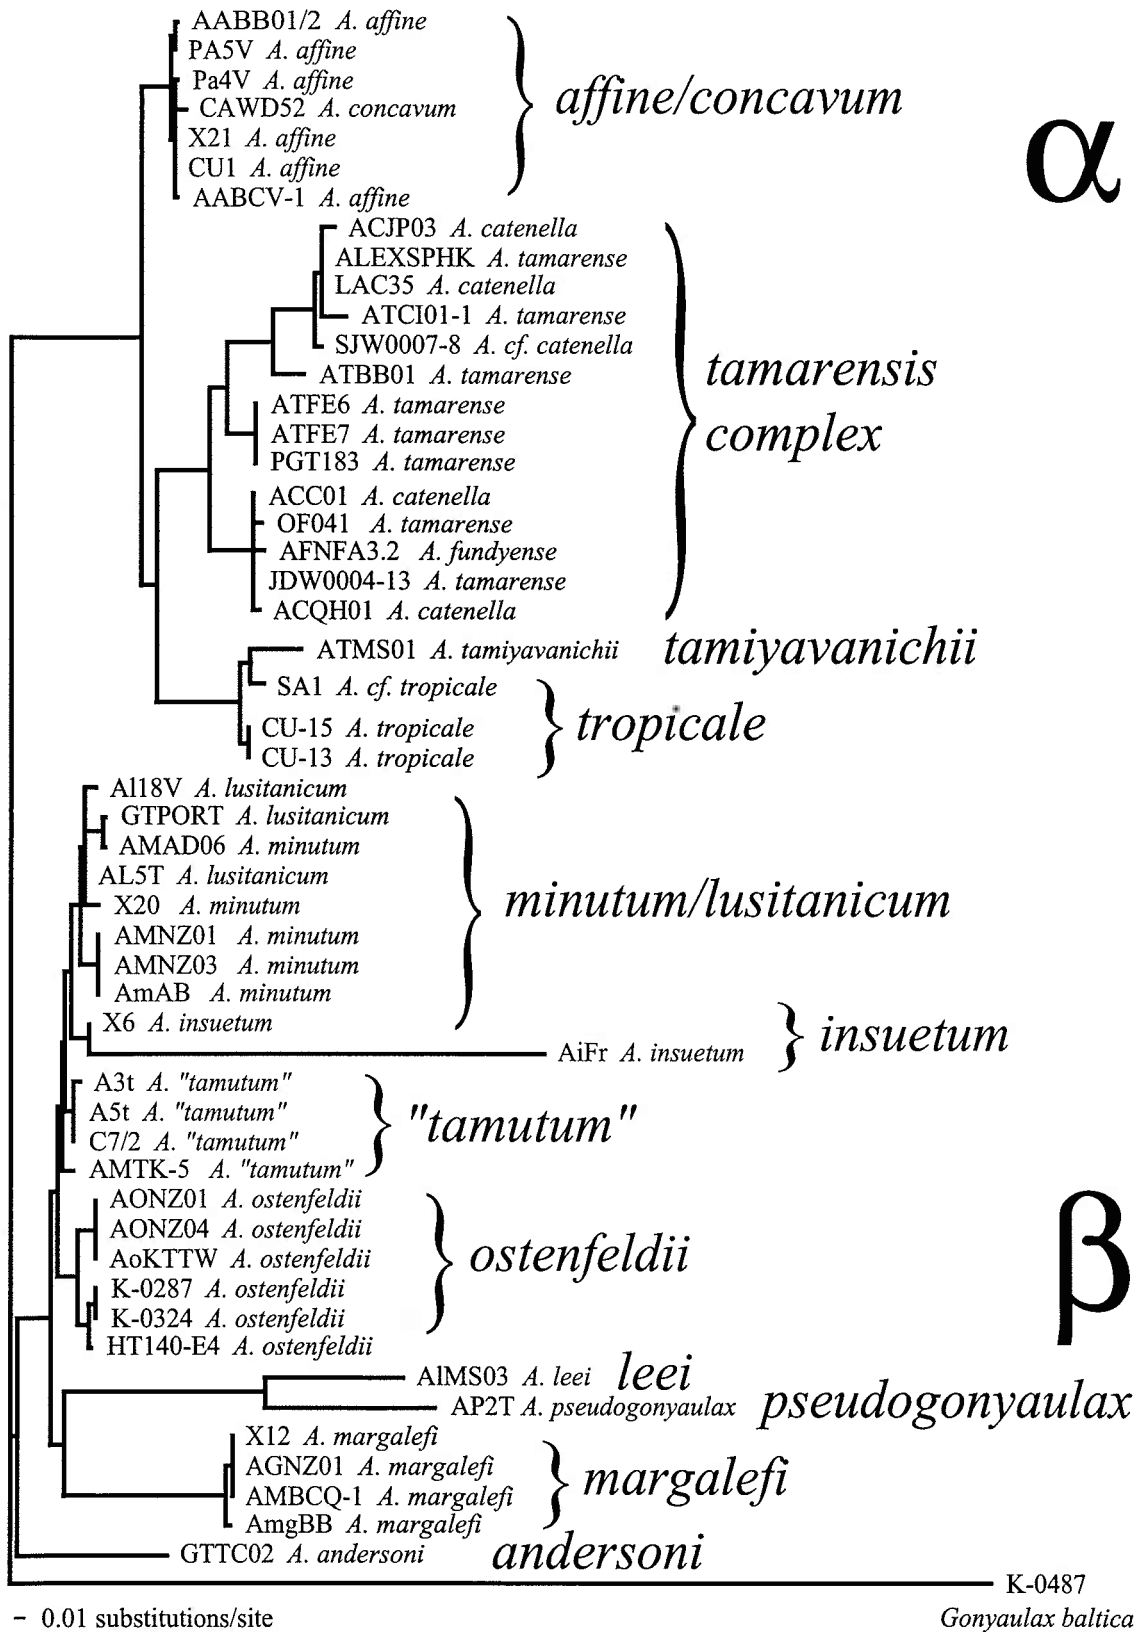 AABB01/2 A. affine
PA5V A. affine
Pa4V A. affine
CAWD52 A. concavum
X21 A. affine
CU1 A. affine
AABCV-1 A. affine
affine/concavum
α
ACJP03 A. catenella
ALEXSPHK A. tamarense
LAC35 A. catenella
ATCI01-1 A. tamarense
SJW0007-8 A. cf. catenella
ATBB01 A. tamarense
ATFE6 A. tamarense
ATFE7 A. tamarense
PGT183 A. tamarense
ACC01 A. catenella
OF041 A. tamarense
AFNFA3.2 A. fundyense
JDW0004-13 A. tamarense
ACQH01 A. catenella
tamarensis
complex
ATMS01 A. tamiyavanichii tamiyavanichii
SA1 A. cf. tropicale
CU-15 A. tropicale
CU-13 A. tropicale
tropicale
Al18V A. lusitanicum
GTPORT A. lusitanicum
AMAD06 A. minutum
AL5T A. lusitanicum
X20 A. minutum
AMNZ01 A. minutum
AMNZ03 A. minutum
AmAB A. minutum
minutum/lusitanicum
X6 A. insuetum
AiFr A. insuetum
insuetum
A3t A. "tamutum"
A5t A. "tamutum"
C7/2 A. "tamutum"
AMTK-5 A. "tamutum"
"tamutum"
AONZ01 A. ostenfeldii
AONZ04 A. ostenfeldii
AoKTTW A. ostenfeldii
K-0287 A. ostenfeldii
K-0324 A. ostenfeldii
HT140-E4 A. ostenfeldii
ostenfeldii
β
AlMS03 A. leei leei
AP2T A. pseudogonyaulax pseudogonyaulax
X12 A. margalefi
AGNZ01 A. margalefi
AMBCQ-1 A. margalefi
AmgBB A. margalefi
margalefi
GTTC02 A. andersoni andersoni
K-0487
Gonyaulax baltica
0.01 substitutions/site